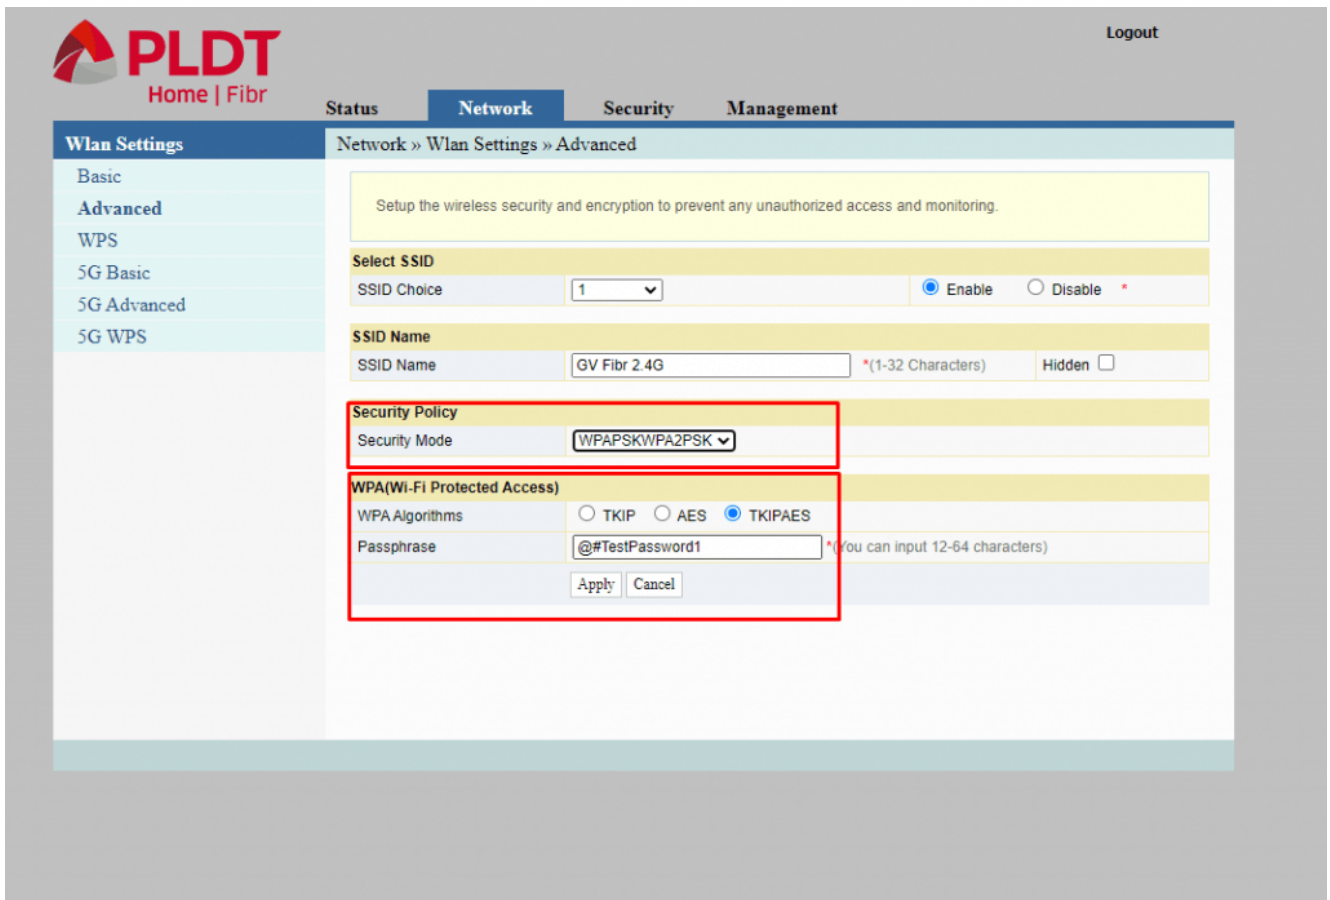 PLDT
Home | Fibr
Logout
Status Network Security Management
Wlan Settings
Network » Wlan Settings » Advanced
Basic
Advanced
WPS
5G Basic
5G Advanced
5G WPS
Setup the wireless security and encryption to prevent any unauthorized access and monitoring.
Select SSID
SSID Choice 1 Enable Disable *
SSID Name
SSID Name GV Fibr 2.4G *(1-32 Characters) Hidden
Security Policy
Security Mode WPAPSKWPA2PSK
WPA(Wi-Fi Protected Access)
WPA Algorithms TKIP AES TKIPAES
Passphrase @#TestPassword1 *(You can input 12-64 characters)
Apply Cancel